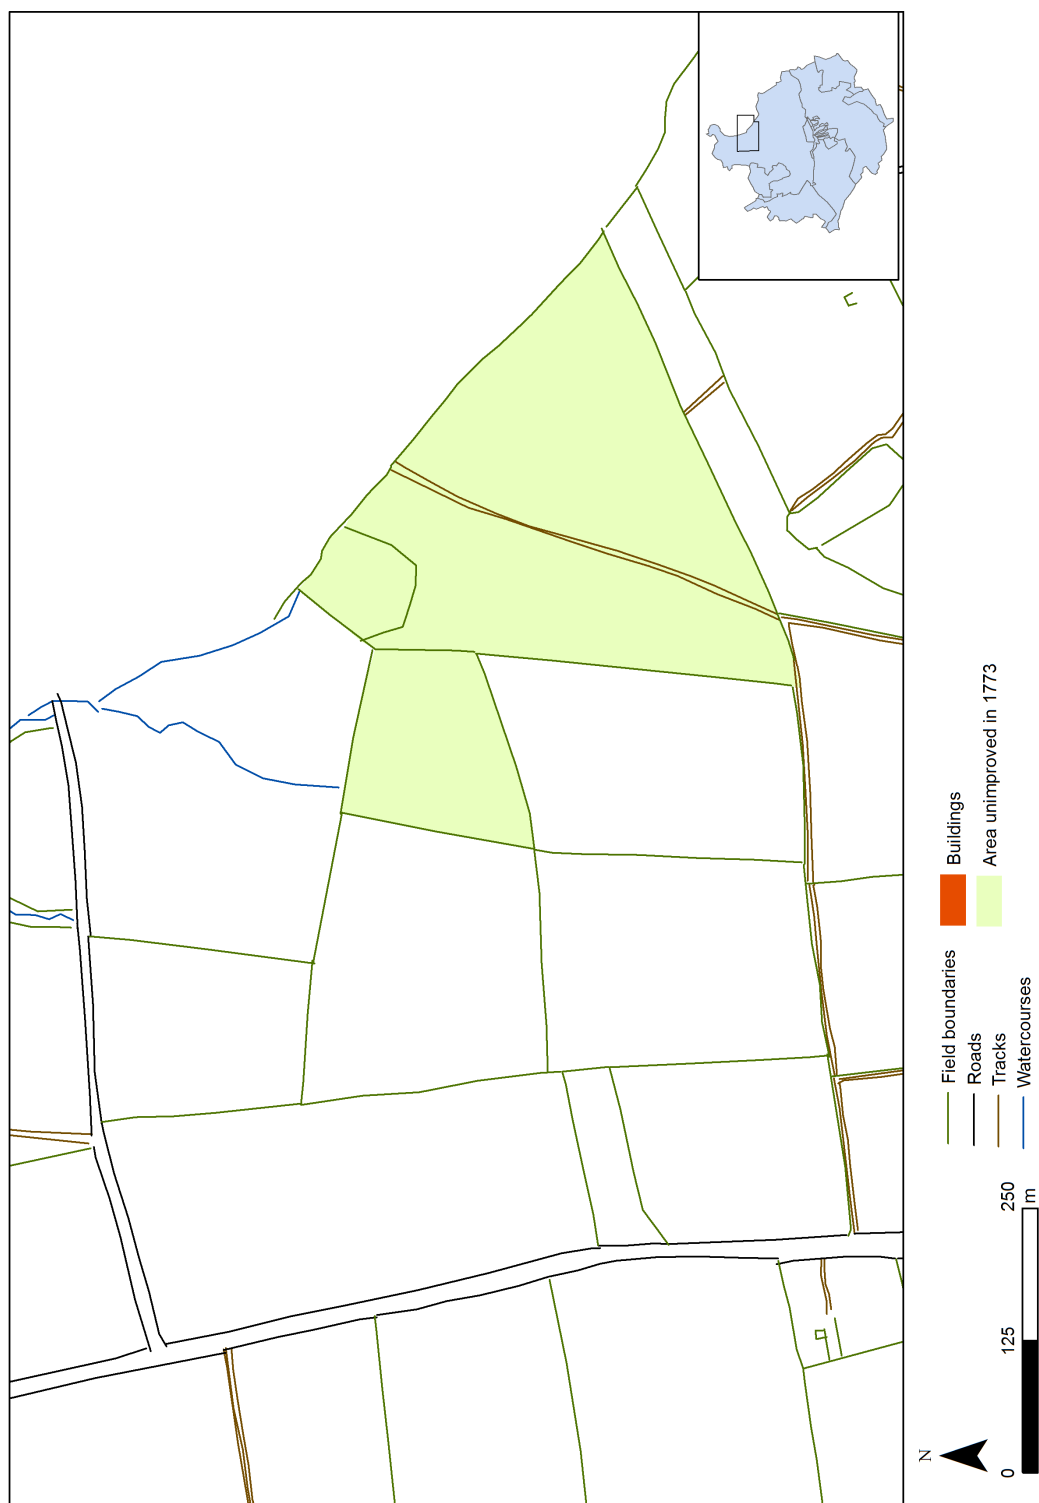 N
0 125 250
m
Field boundaries
Roads
Tracks
Watercourses
Buildings
Area unimproved in 1773